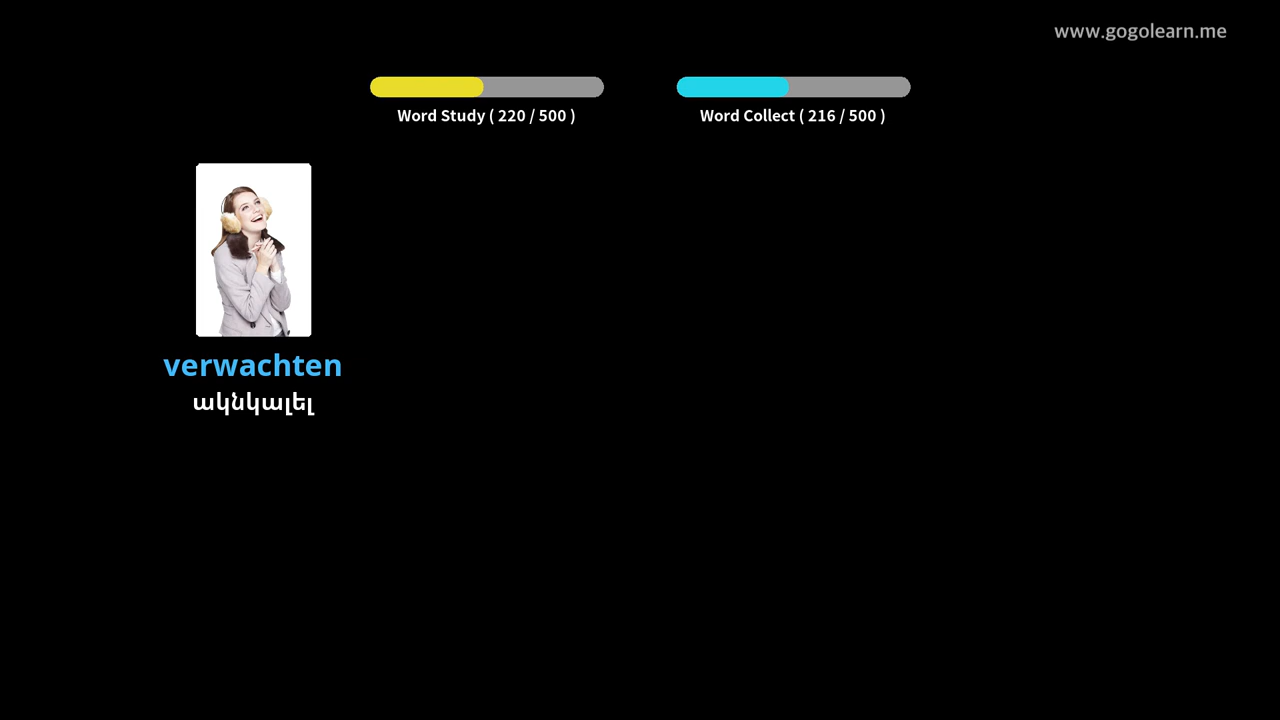 www.gogolearn.me
Word Study ( 220 / 500 )
Word Collect ( 216 / 500 )
verwachten
ակնկալել